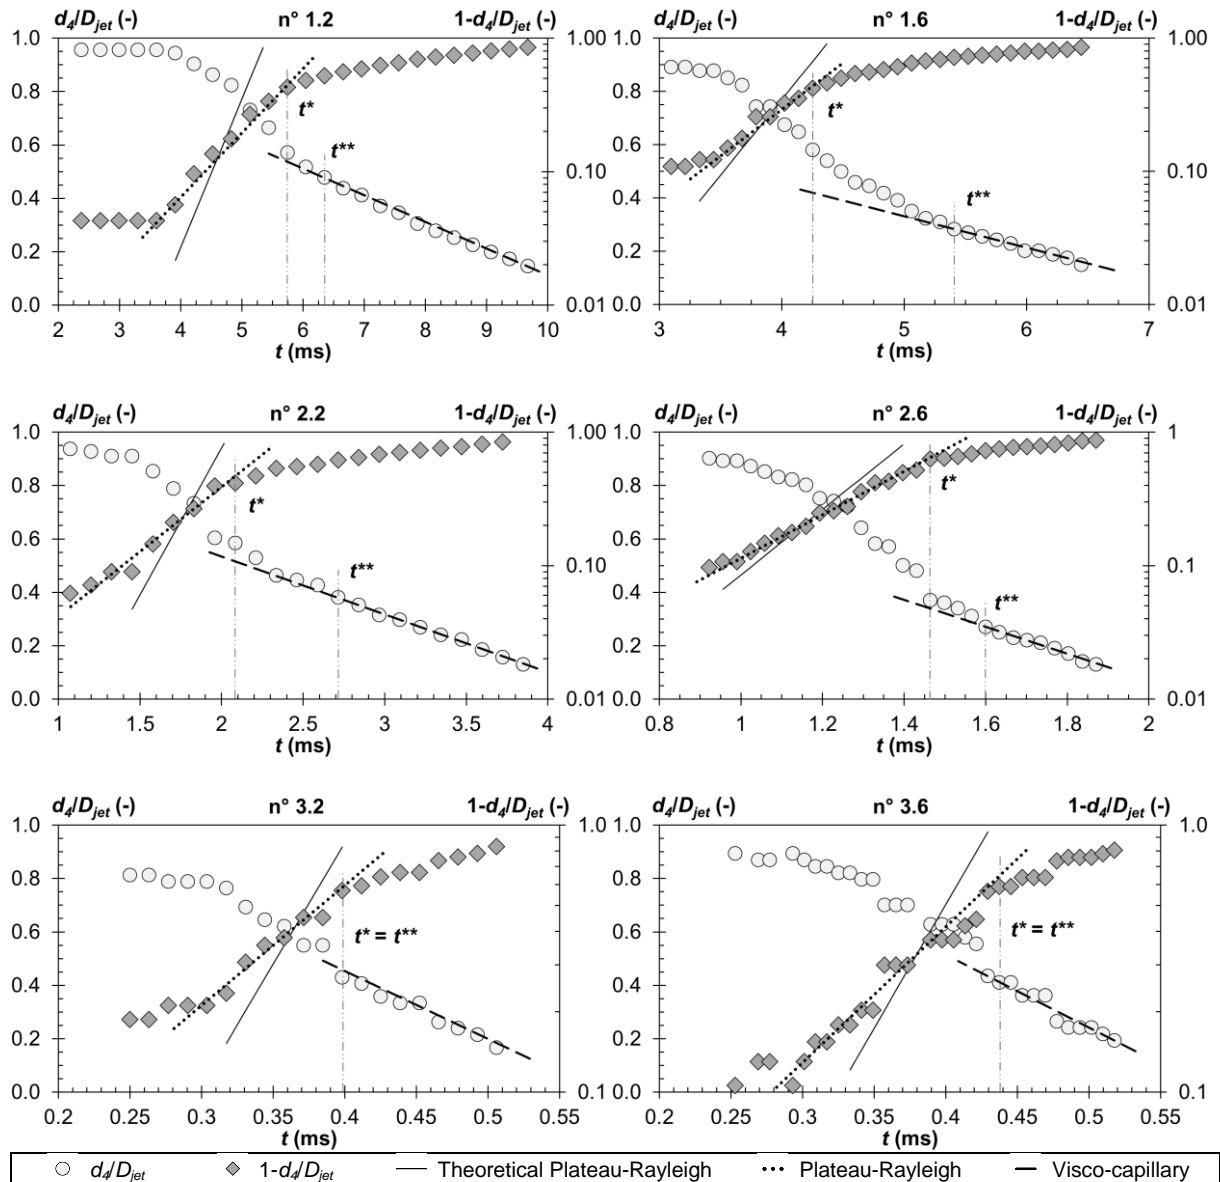 d4/Djet (-) n° 1.2 1-d4/Djet (-)
1.0 1.00
0.8
0.6 0.10
0.4
0.2
0.0 0.01
t*
t**
2 3 4 5 6 7 8 9 10
t (ms)
d4/Djet (-) n° 1.6 1-d4/Djet (-)
1.0 1.00
0.8
0.6 0.10
0.4
0.2
0.0 0.01
t*
t**
3 4 5 6 7
t (ms)
d4/Djet (-) n° 2.2 1-d4/Djet (-)
1.0 1.00
0.8
0.6 0.10
0.4
0.2
0.0 0.01
t*
t**
1 1.5 2 2.5 3 3.5 4
t (ms)
d4/Djet (-) n° 2.6 1-d4/Djet (-)
1.0 1
0.8
0.6 0.1
0.4
0.2
0.0 0.01
t*
t**
0.8 1 1.2 1.4 1.6 1.8 2
t (ms)
d4/Djet (-) n° 3.2 1-d4/Djet (-)
1.0 1.0
0.8
0.6
0.4
0.2
0.0 0.1
t* = t**
0.2 0.25 0.3 0.35 0.4 0.45 0.5 0.55
t (ms)
d4/Djet (-) n° 3.6 1-d4/Djet (-)
1.0 1.0
0.8
0.6
0.4
0.2
0.0 0.1
t* = t**
0.2 0.25 0.3 0.35 0.4 0.45 0.5 0.55
t (ms)
d4/Djet 1-d4/Djet Theoretical Plateau-Rayleigh Plateau-Rayleigh Visco-capillary